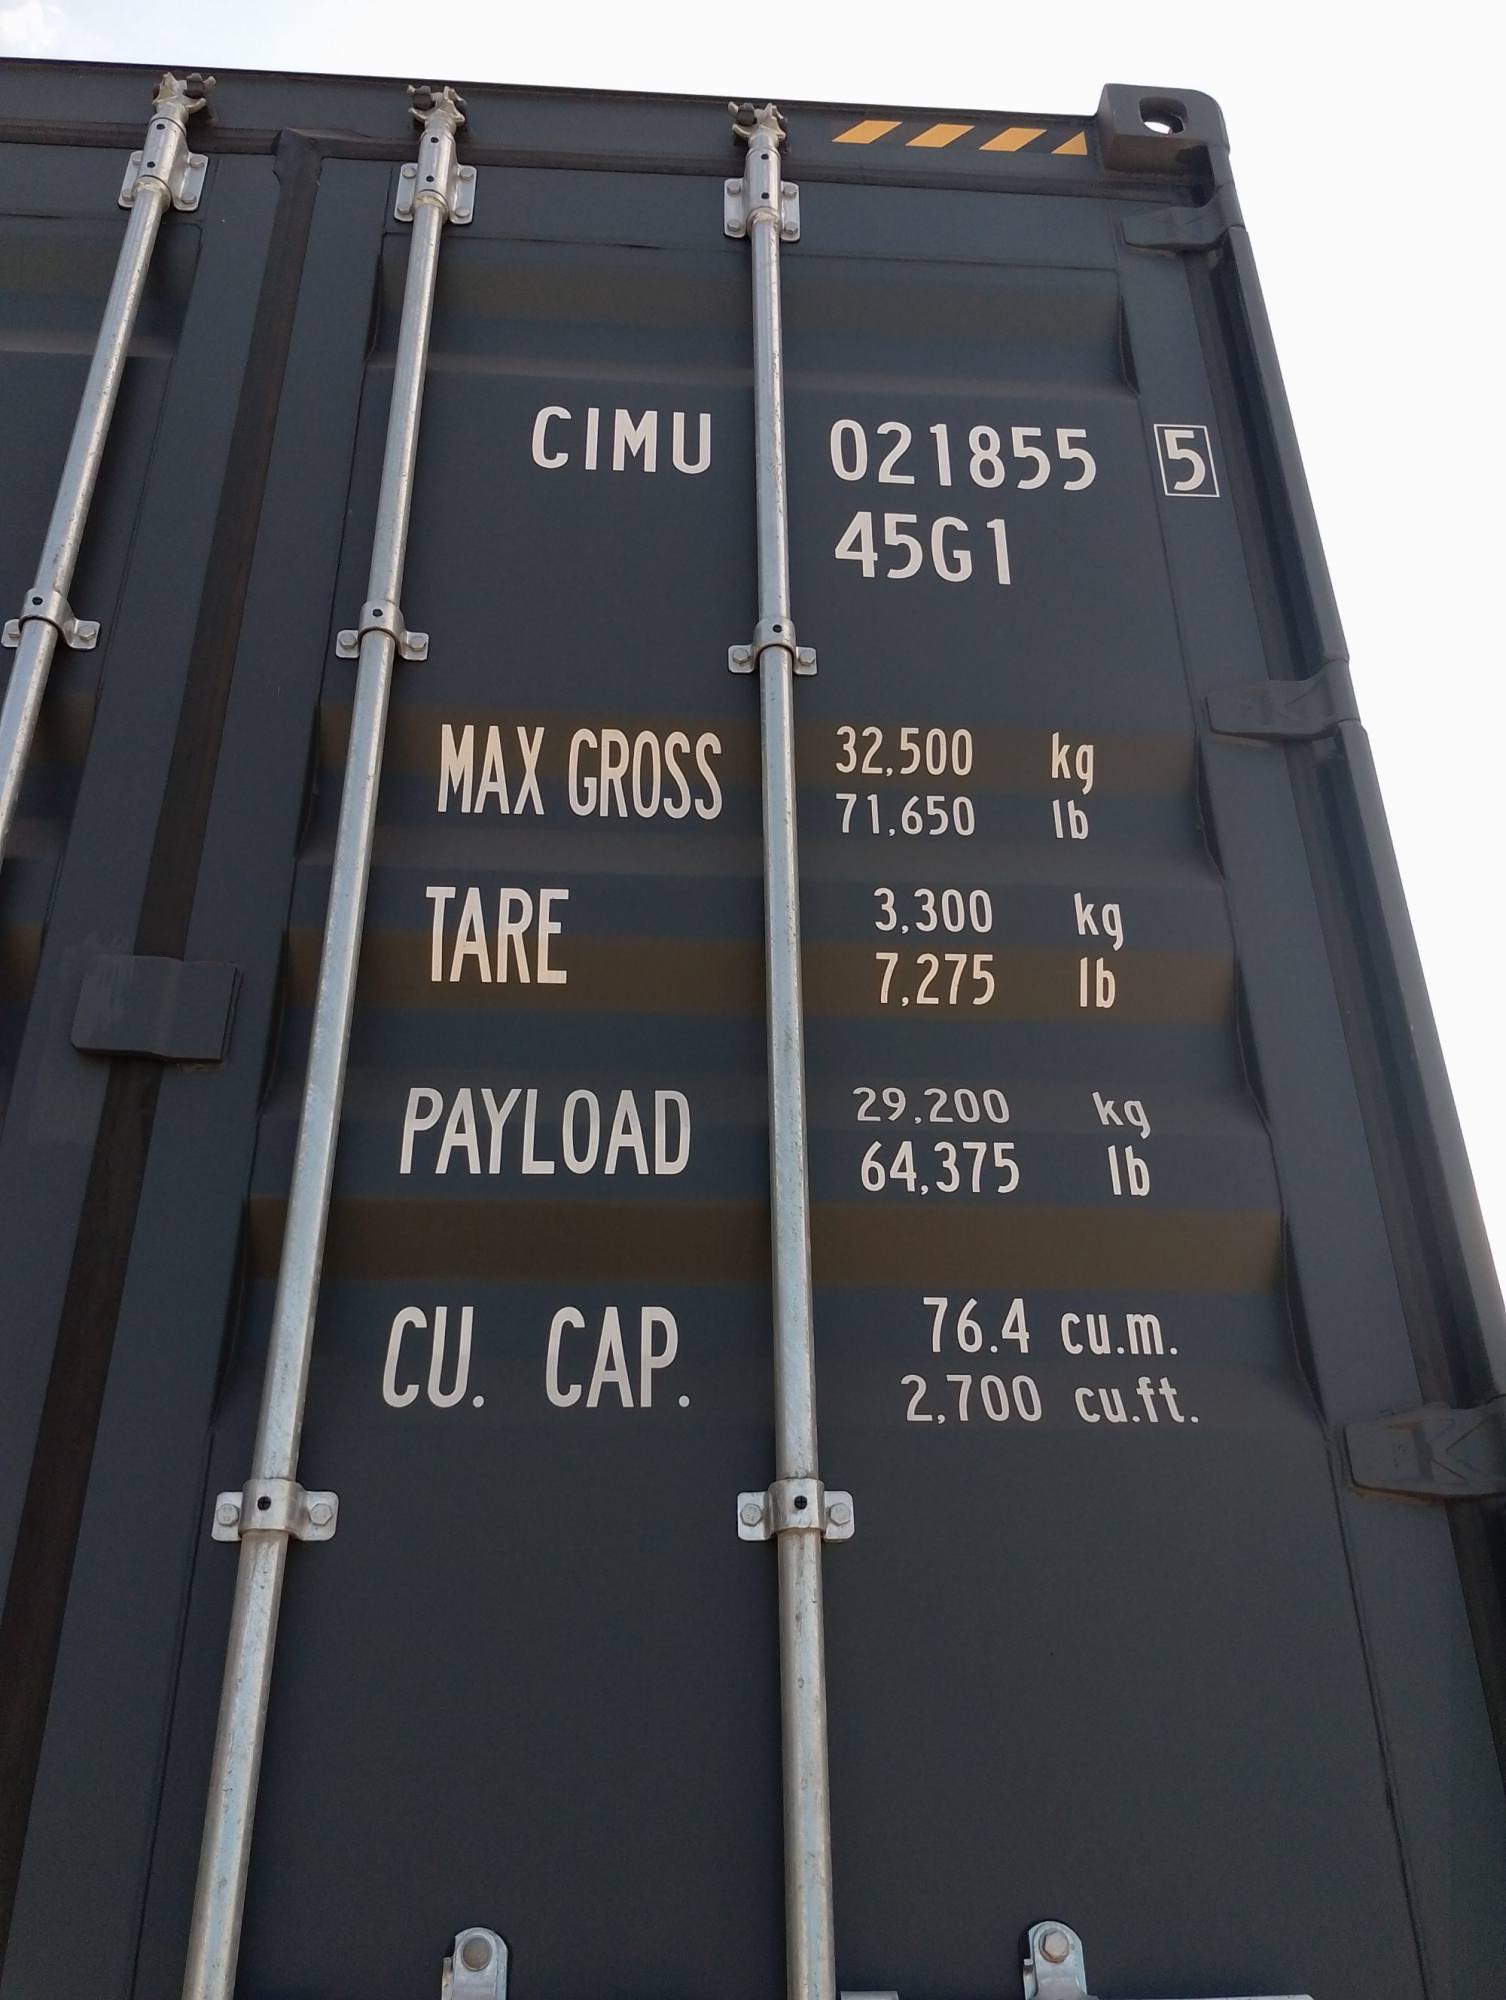 CIMU 021855 5
45G1
MAX GROSS 32,500 kg
71,650 lb
TARE 3,300 kg
7,275 lb
PAYLOAD 29,200 kg
64,375 lb
CU. CAP. 76.4 cu.m.
2,700 cu.ft.